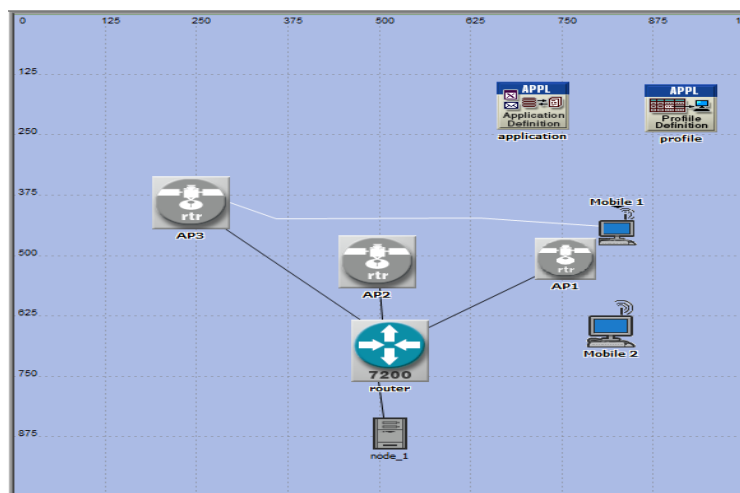 0 125 250 375 500 625 750 875 1
125
APPL
Application
Definition
application
APPL
Profile
Definition
profile
250
375
Mobile 1
rtr
AP3
500
rtr
AP2
rtr
AP1
625
Mobile 2
7200
router
750
875
node_1